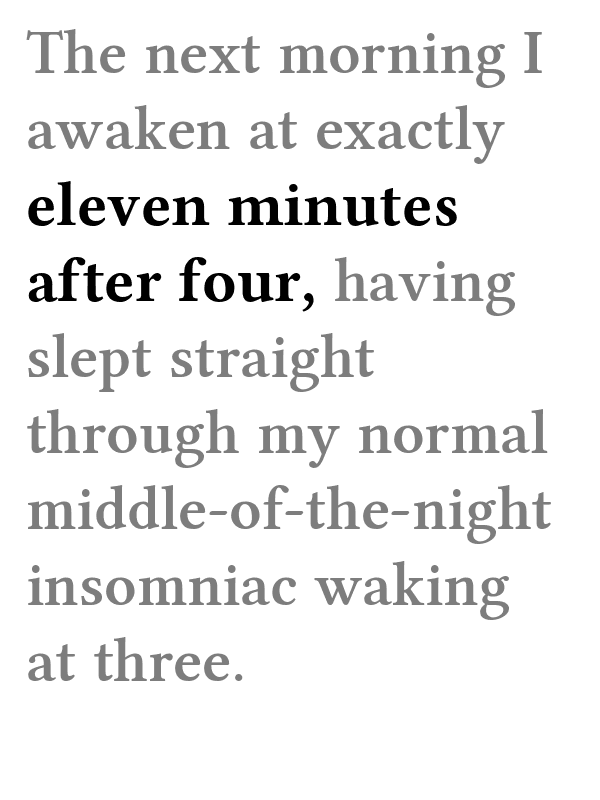 The next morning I
awaken at exactly
eleven minutes
after four, having
slept straight
through my normal
middle-of-the-night
insomniac waking
at three.